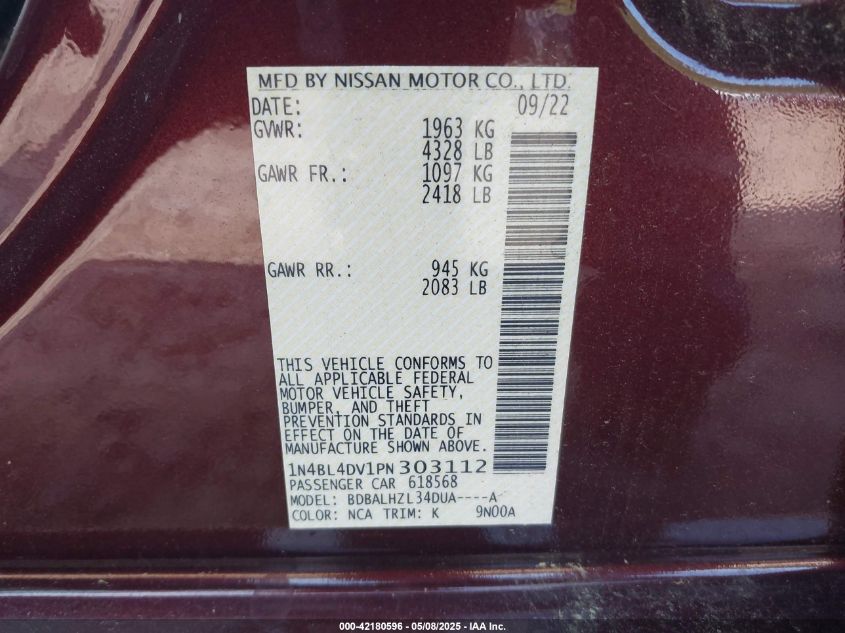 MFD BY NISSAN MOTOR CO., LTD.
DATE: 09/22
GVWR: 1963 KG
4328 LB
GAWR FR.: 1097 KG
2418 LB
GAWR RR.: 945 KG
2083 LB
THIS VEHICLE CONFORMS TO
ALL APPLICABLE FEDERAL
MOTOR VEHICLE SAFETY,
BUMPER, AND THEFT
PREVENTION STANDARDS IN
EFFECT ON THE DATE OF
MANUFACTURE SHOWN ABOVE.
1N4BL4DV1PN303112
PASSENGER CAR 618568
MODEL: BDBALHZL34DUA----A
COLOR: NCA TRIM: K 9N00A
000-42180596 - 05/08/2025 - IAA Inc.